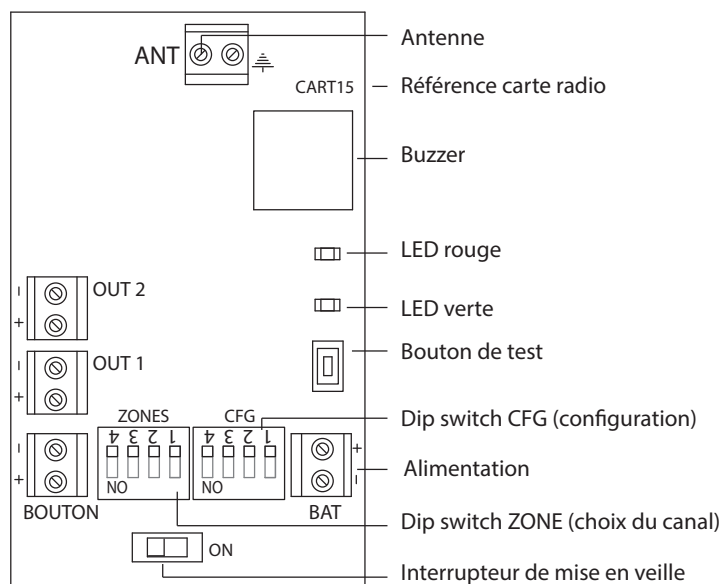 ANT
Antenne
CART15
Référence carte radio
Buzzer
LED rouge
- OUT 2
+
LED verte
Bouton de test
- OUT 1
+
ZONES
CFG
Dip switch CFG (configuration)
4 3 2 1
4 3 2 1
-
+
+
-
Alimentation
NO
NO
BOUTON
BAT
Dip switch ZONE (choix du canal)
ON
Interrupteur de mise en veille